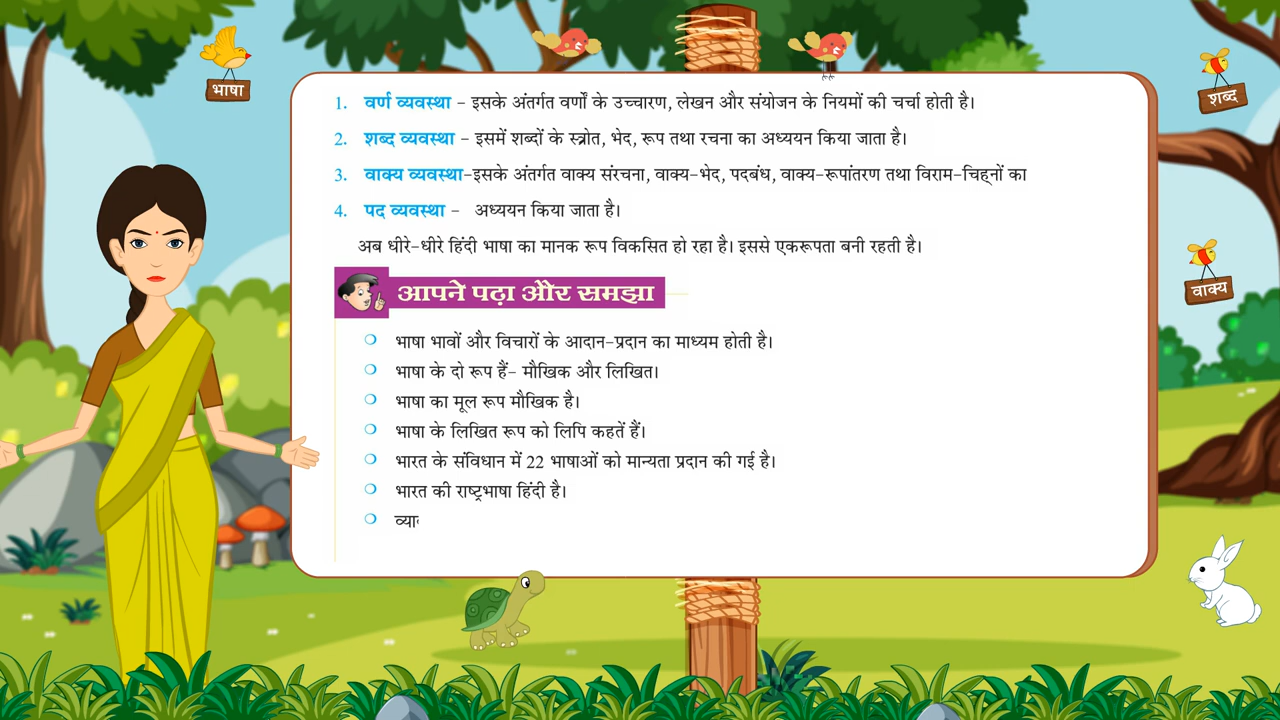 भाषा
शब्द
वाक्य
1. वर्ण व्यवस्था – इसके अंतर्गत वर्णों के उच्चारण, लेखन और संयोजन के नियमों की चर्चा होती है।
2. शब्द व्यवस्था – इसमें शब्दों के स्त्रोत, भेद, रूप तथा रचना का अध्ययन किया जाता है।
3. वाक्य व्यवस्था–इसके अंतर्गत वाक्य संरचना, वाक्य–भेद, पदबंध, वाक्य–रूपांतरण तथा विराम–चिह्नों का
4. पद व्यवस्था – अध्ययन किया जाता है।
अब धीरे–धीरे हिंदी भाषा का मानक रूप विकसित हो रहा है। इससे एकरूपता बनी रहती है।
आपने पढ़ा और समझा
भाषा भावों और विचारों के आदान–प्रदान का माध्यम होती है।
भाषा के दो रूप हैं– मौखिक और लिखित।
भाषा का मूल रूप मौखिक है।
भाषा के लिखित रूप को लिपि कहतें हैं।
भारत के संविधान में 22 भाषाओं को मान्यता प्रदान की गई है।
भारत की राष्ट्रभाषा हिंदी है।